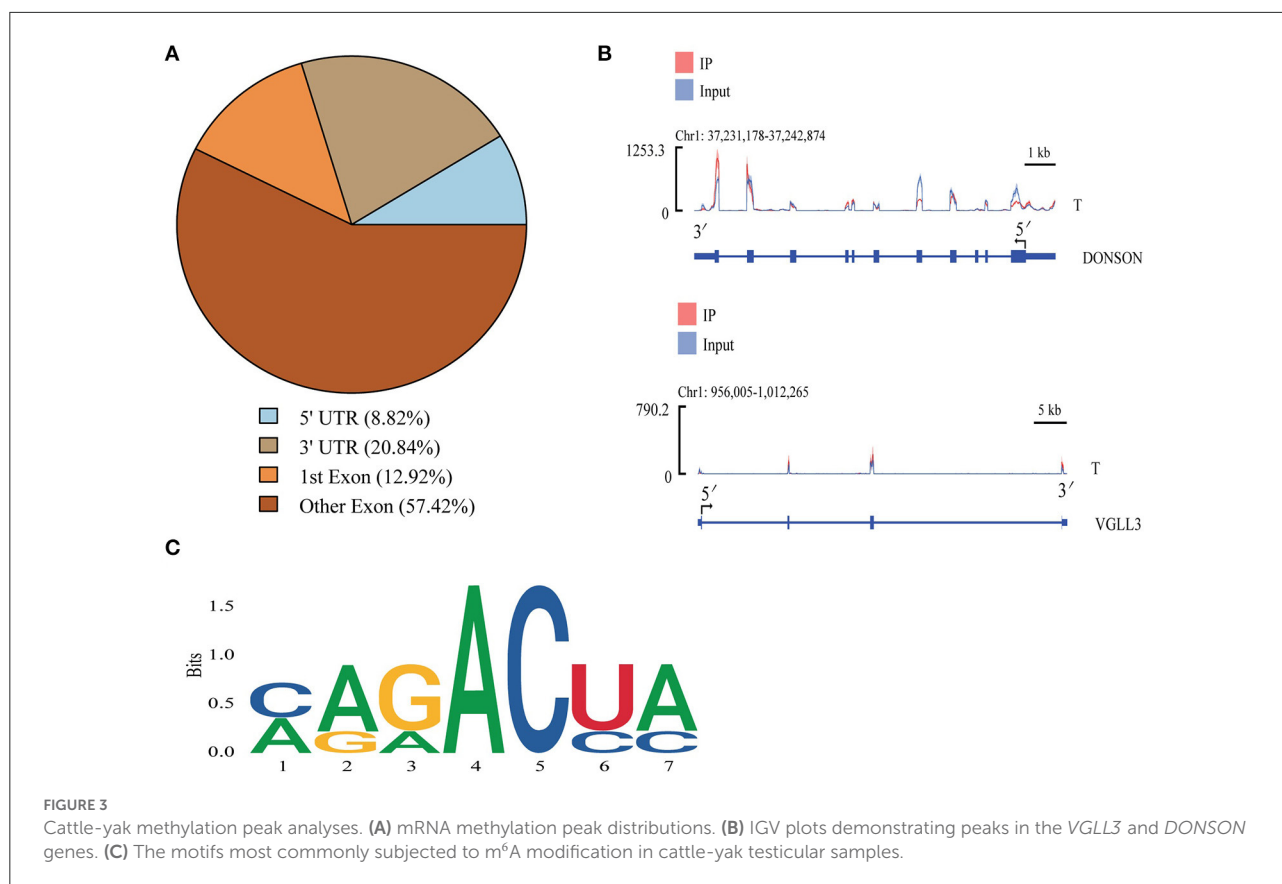 (A)
5' UTR (8.82%)
3' UTR (20.84%)
1st Exon (12.92%)
Other Exon (57.42%)
(B)
IP
Input
Chr1: 37,231,178-37,242,874
1253.3
1 kb
0
T
3′
5′
DONSON
IP
Input
Chr1: 956,005-1,012,265
790.2
5 kb
0
T
5′
3′
VGLL3
(C)
Bits
1.5
1.0
0.5
0.0
C A G A C U A
A G A C C
1 2 3 4 5 6 7
FIGURE 3
Cattle-yak methylation peak analyses. (A) mRNA methylation peak distributions. (B) IGV plots demonstrating peaks in the VGLL3 and DONSON
genes. (C) The motifs most commonly subjected to m⁶A modification in cattle-yak testicular samples.